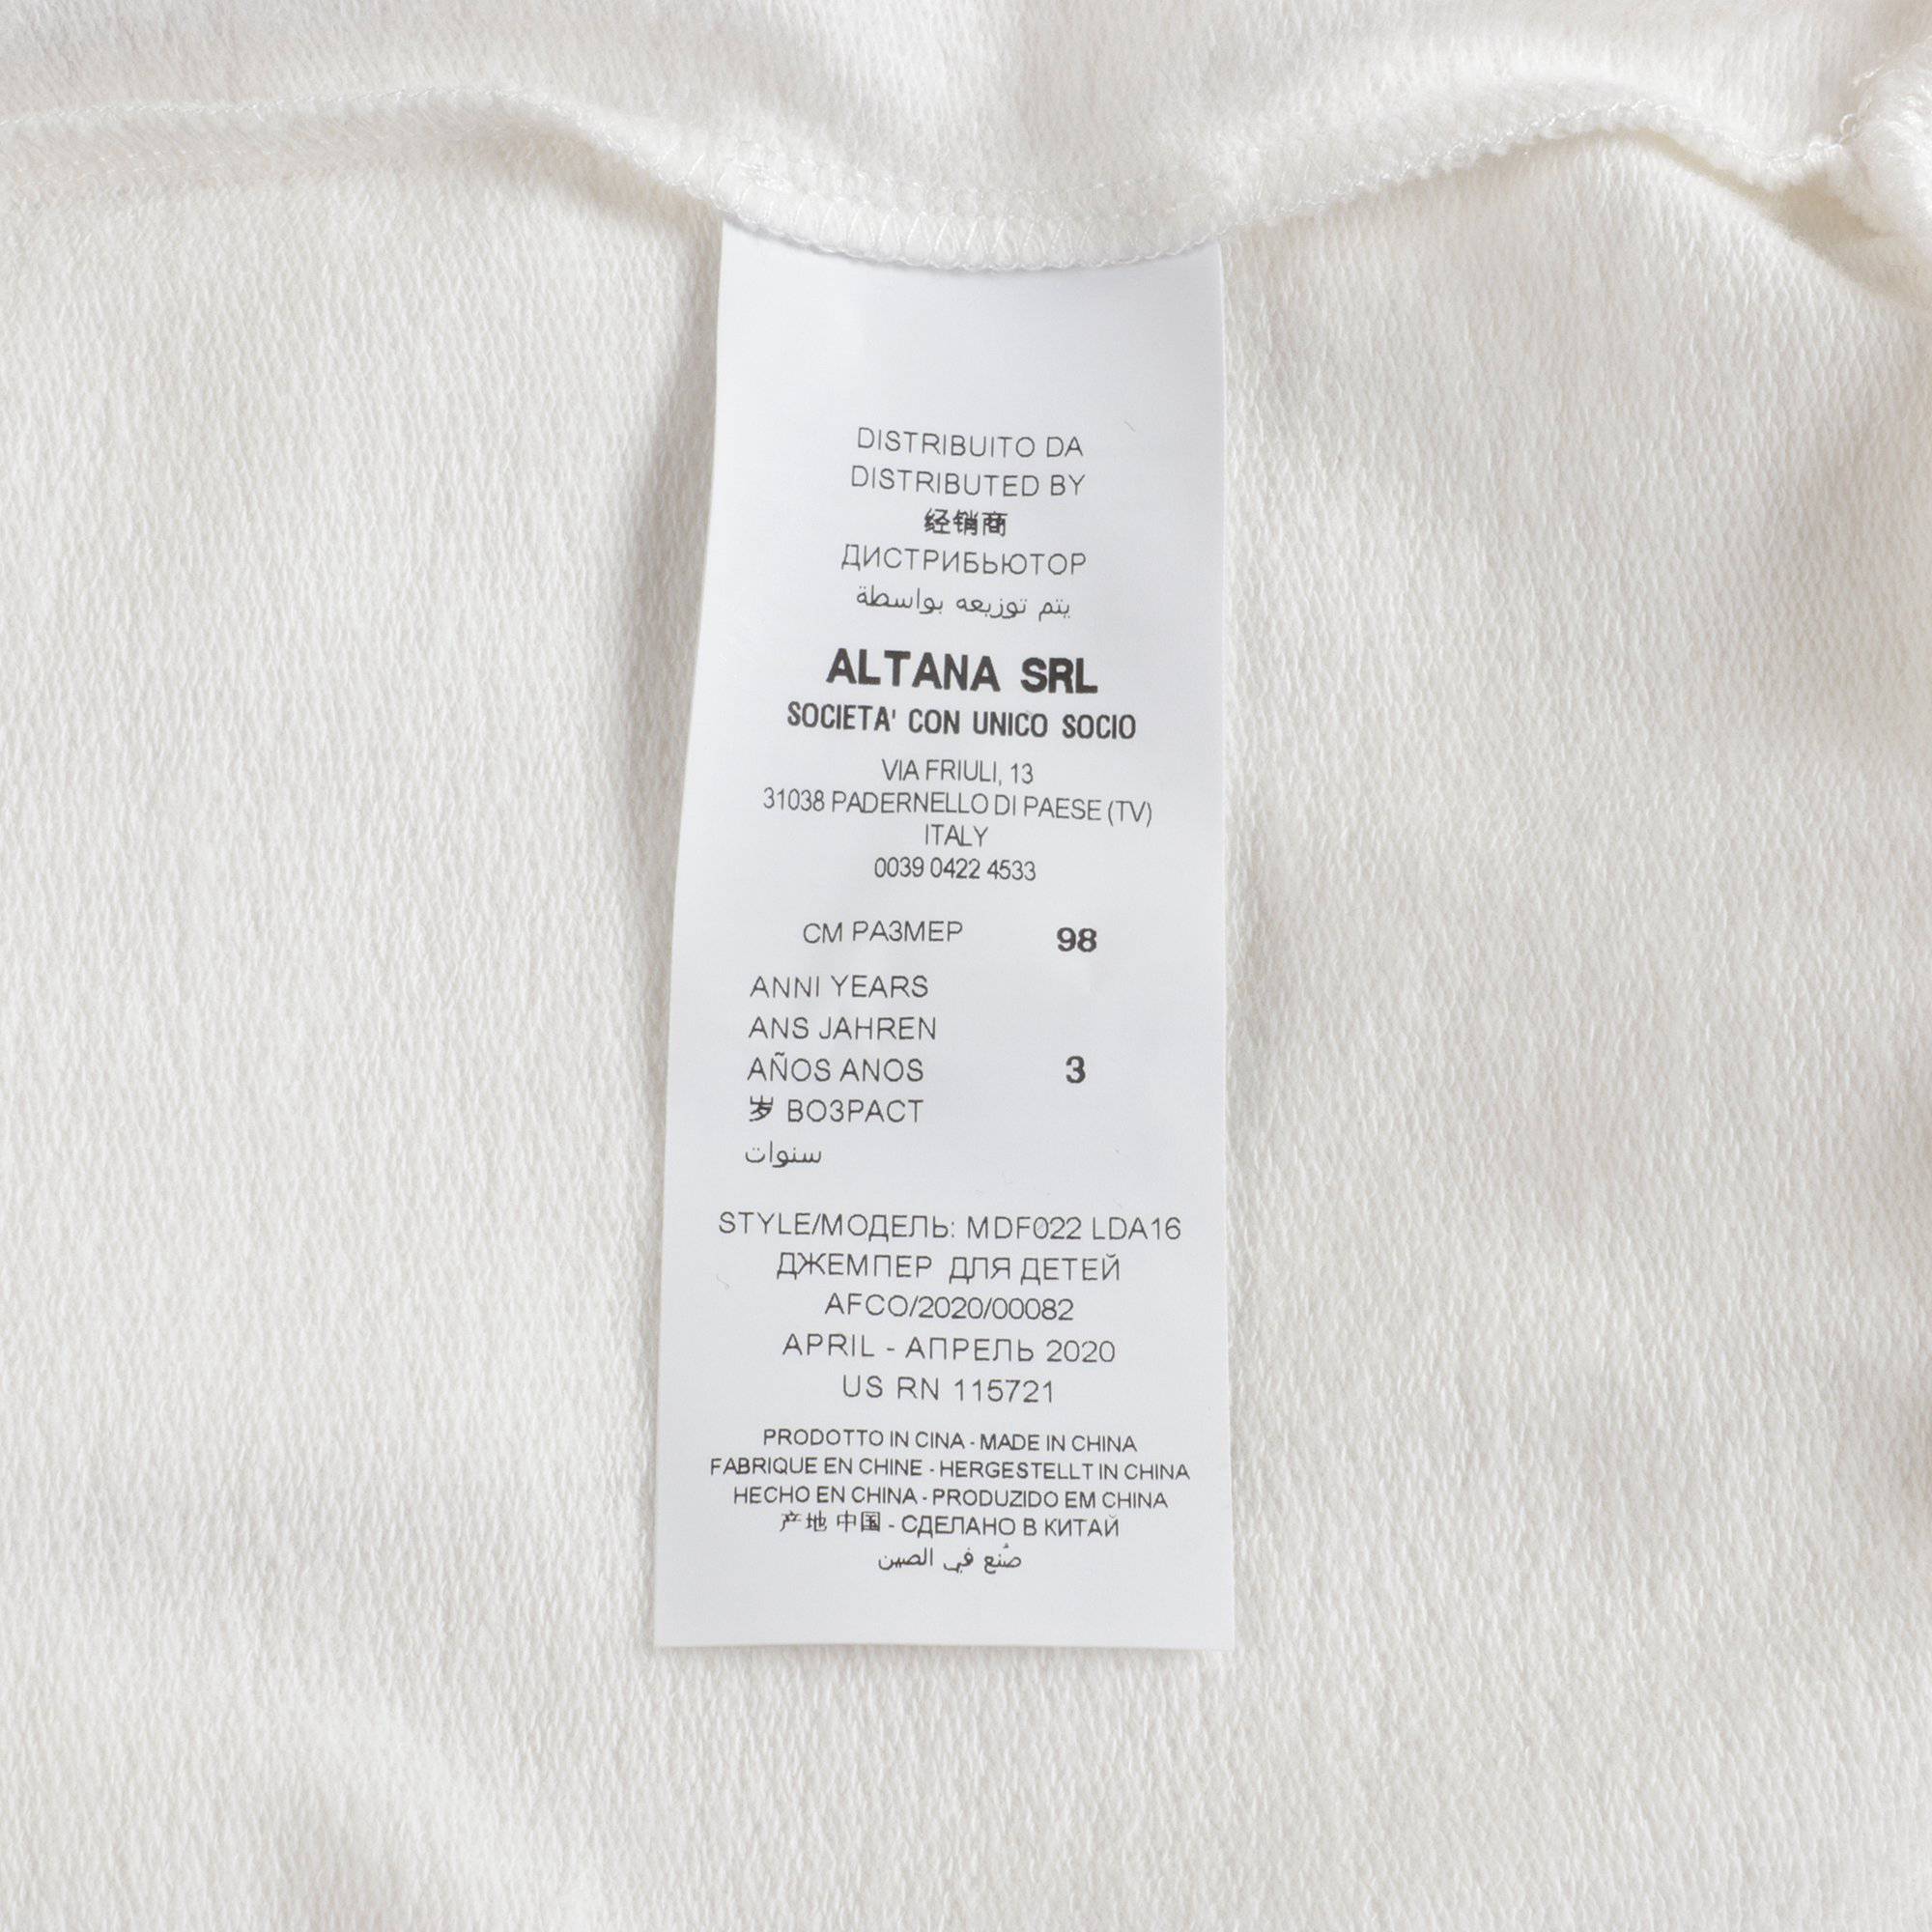 DISTRIBUITO DA
DISTRIBUTED BY
经销商
ДИСТРИБЬЮТОР
يتم توزيعه بواسطة
ALTANA SRL
SOCIETA' CON UNICO SOCIO
VIA FRIULI, 13
31038 PADERNELLO DI PAESE (TV)
ITALY
0039 0422 4533
СМ РАЗМЕР 98
ANNI YEARS
ANS JAHREN
AÑOS ANOS 3
岁 ВОЗРАСТ
سنوات
STYLE/МОДЕЛЬ: MDF022 LDA16
ДЖЕМПЕР ДЛЯ ДЕТЕЙ
AFCO/2020/00082
APRIL - АПРЕЛЬ 2020
US RN 115721
PRODOTTO IN CINA - MADE IN CHINA
FABRIQUE EN CHINE - HERGESTELLT IN CHINA
HECHO EN CHINA - PRODUZIDO EM CHINA
产地 中国 - СДЕЛАНО В КИТАЙ
صُنع في الصين